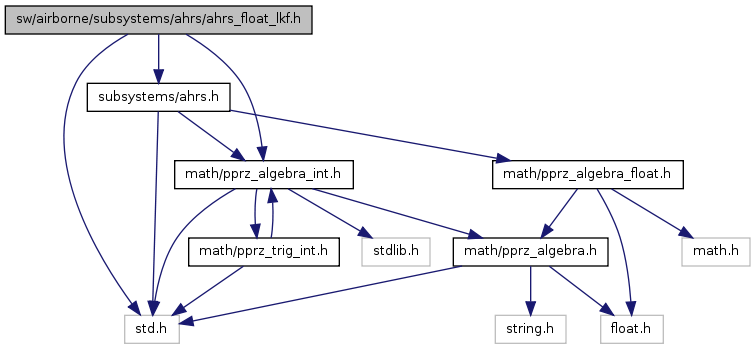 sw/airborne/subsystems/ahrs/ahrs_float_lkf.h
subsystems/ahrs.h
math/pprz_algebra_int.h
math/pprz_algebra_float.h
math/pprz_trig_int.h
stdlib.h
math/pprz_algebra.h
math.h
std.h
string.h
float.h